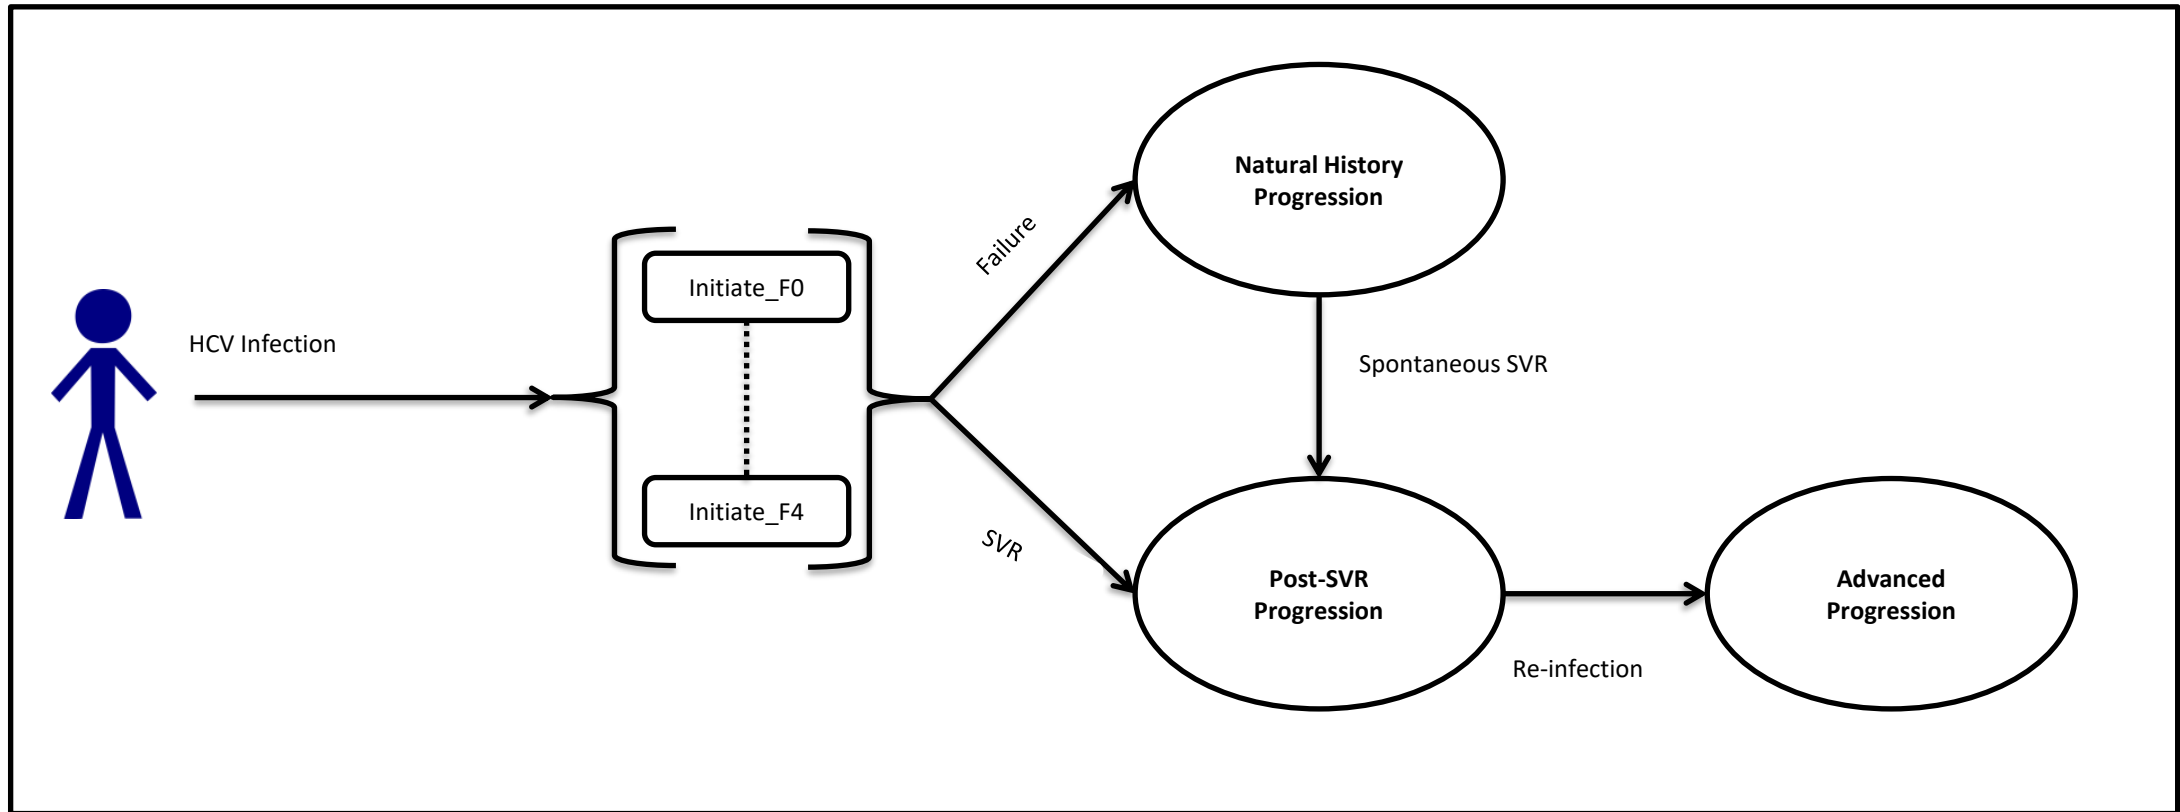 HCV Infection
Initiate_F0
Initiate_F4
Failure
SVR
Natural History
Progression
Spontaneous SVR
Post-SVR
Progression
Re-infection
Advanced
Progression